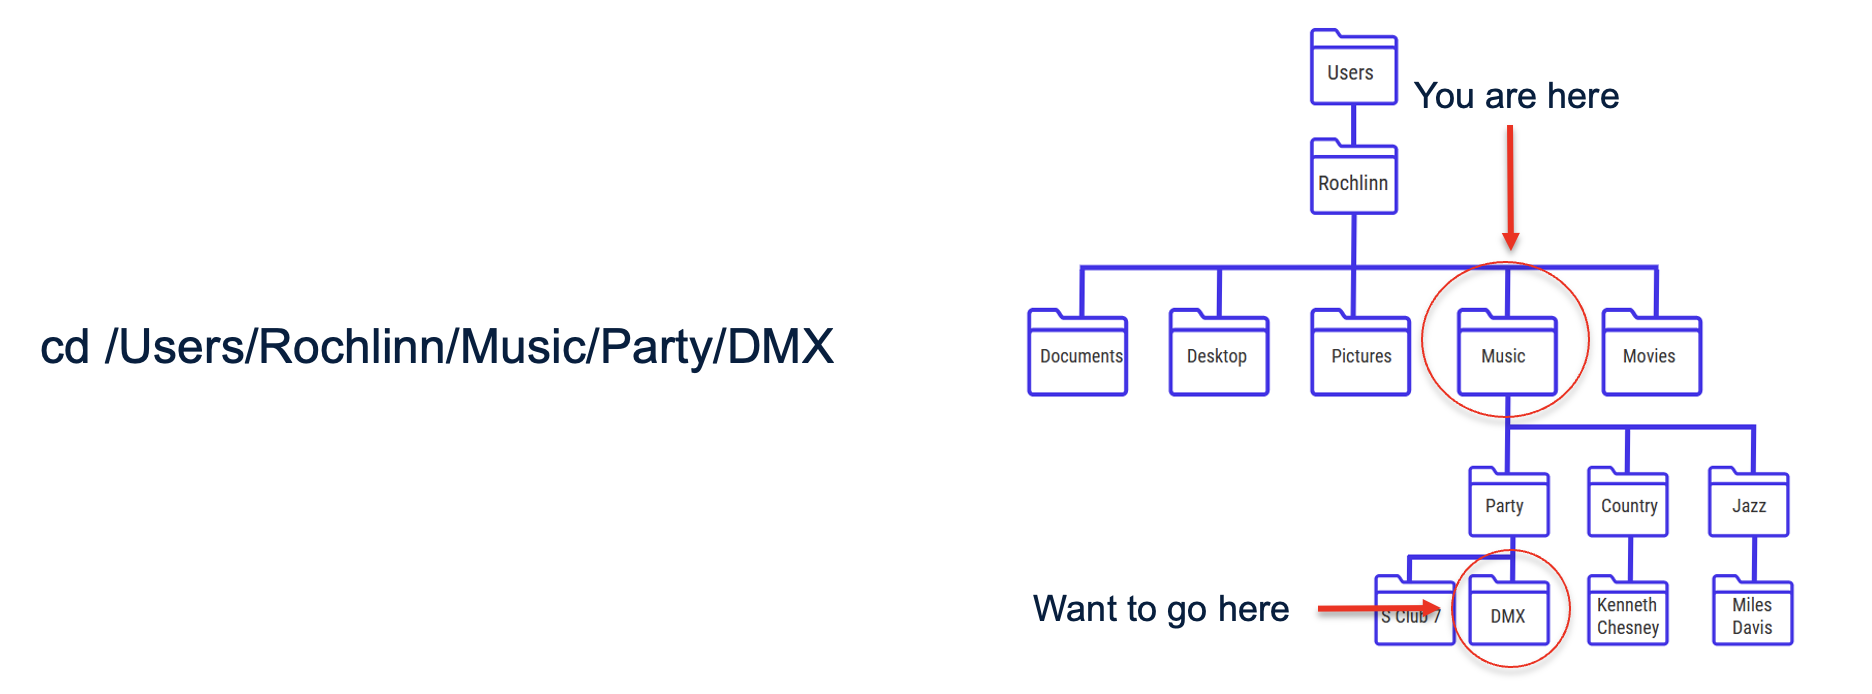 Users
You are here
Rochlinn
cd /Users/Rochlinn/Music/Party/DMX
Documents
Desktop
Pictures
Music
Movies
Party
Country
Jazz
Want to go here
S Club 7
DMX
Kenneth
Chesney
Miles
Davis